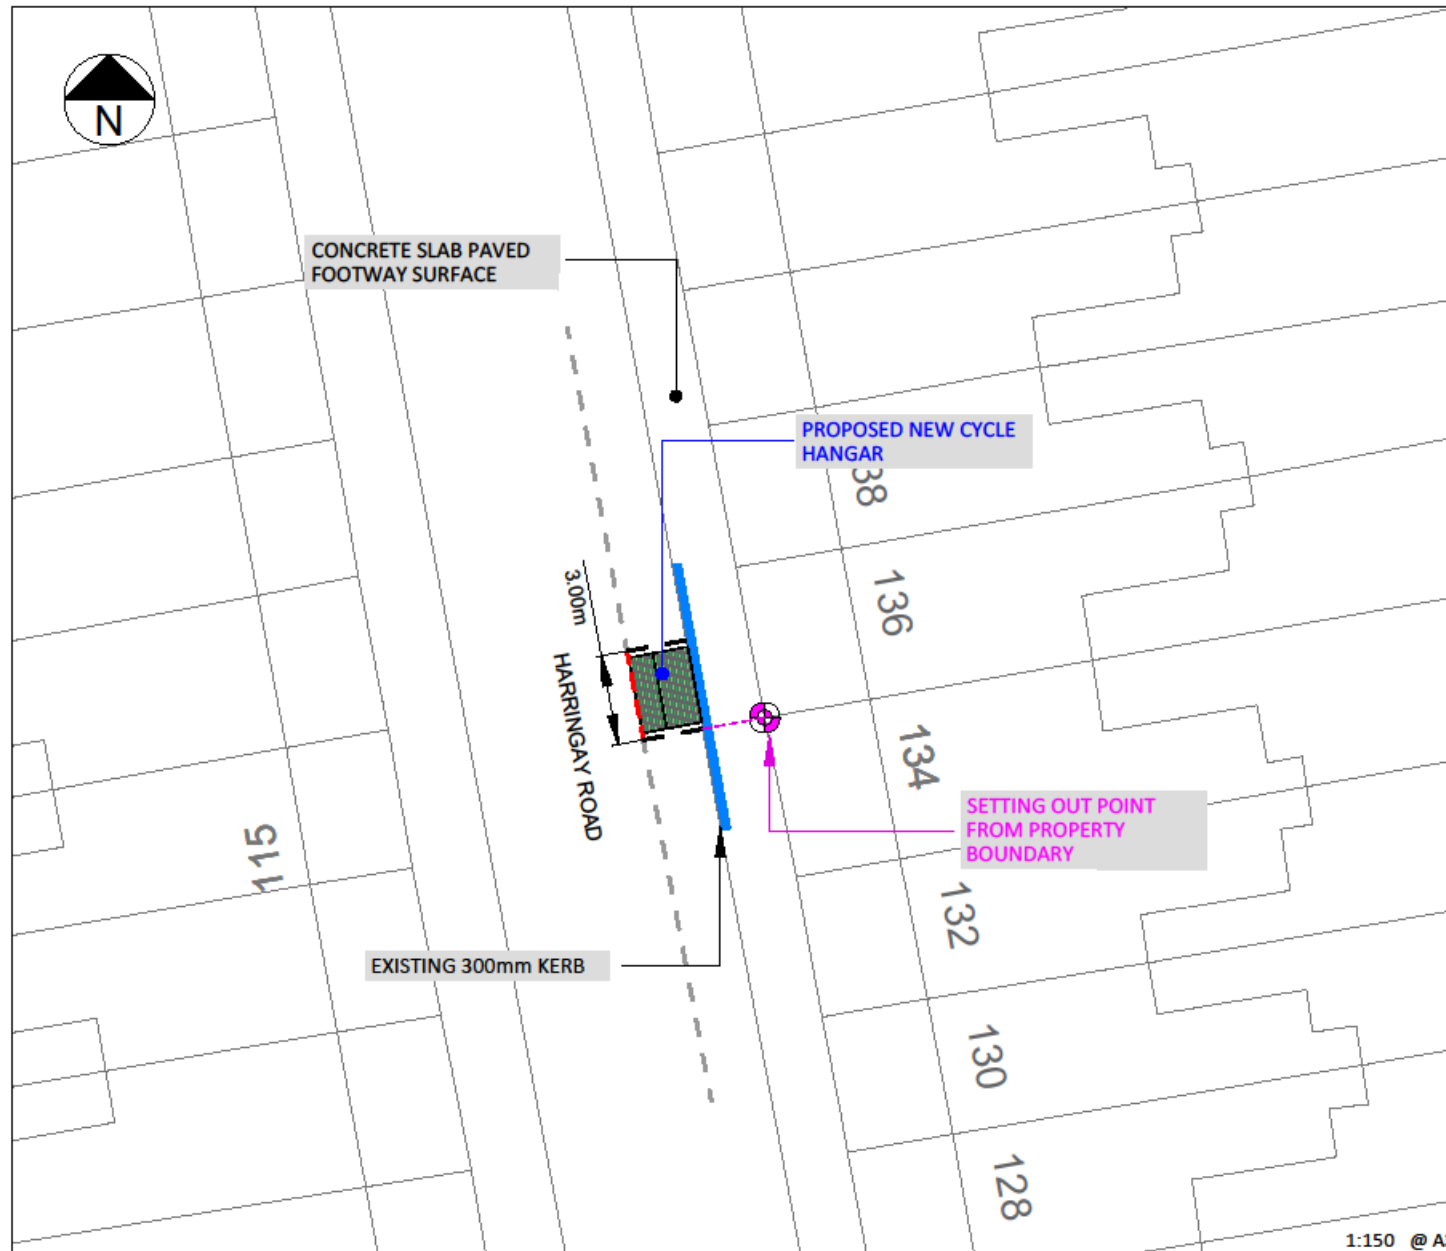 N
CONCRETE SLAB PAVED
FOOTWAY SURFACE
PROPOSED NEW CYCLE
HANGAR
38
136
3.00m
HARRINGAY ROAD
134
SETTING OUT POINT
FROM PROPERTY
BOUNDARY
115
132
EXISTING 300mm KERB
130
128
1:150 @ A